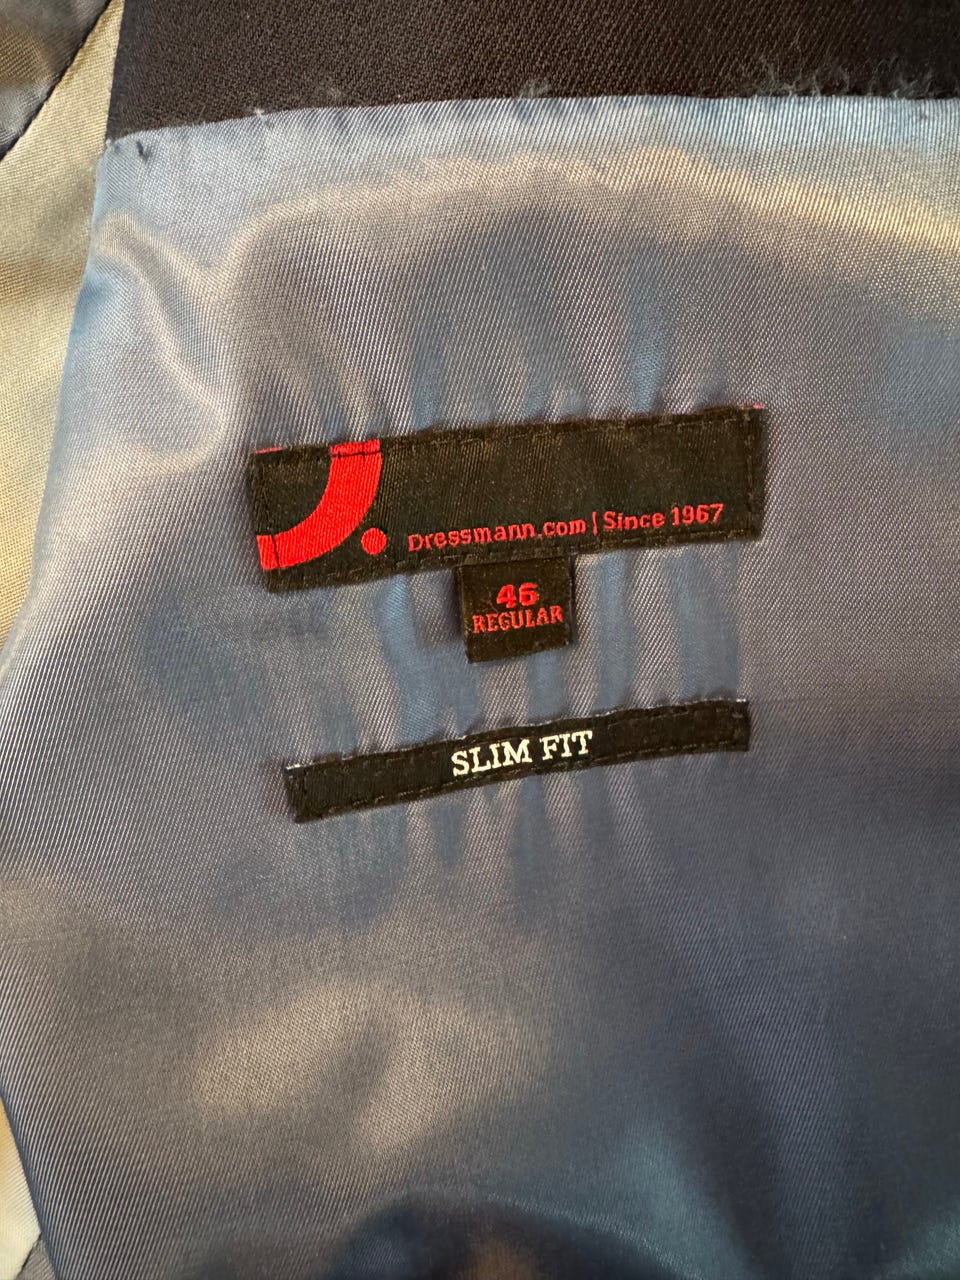 Dressmann.com | Since 1967
46
REGULAR
SLIM FIT